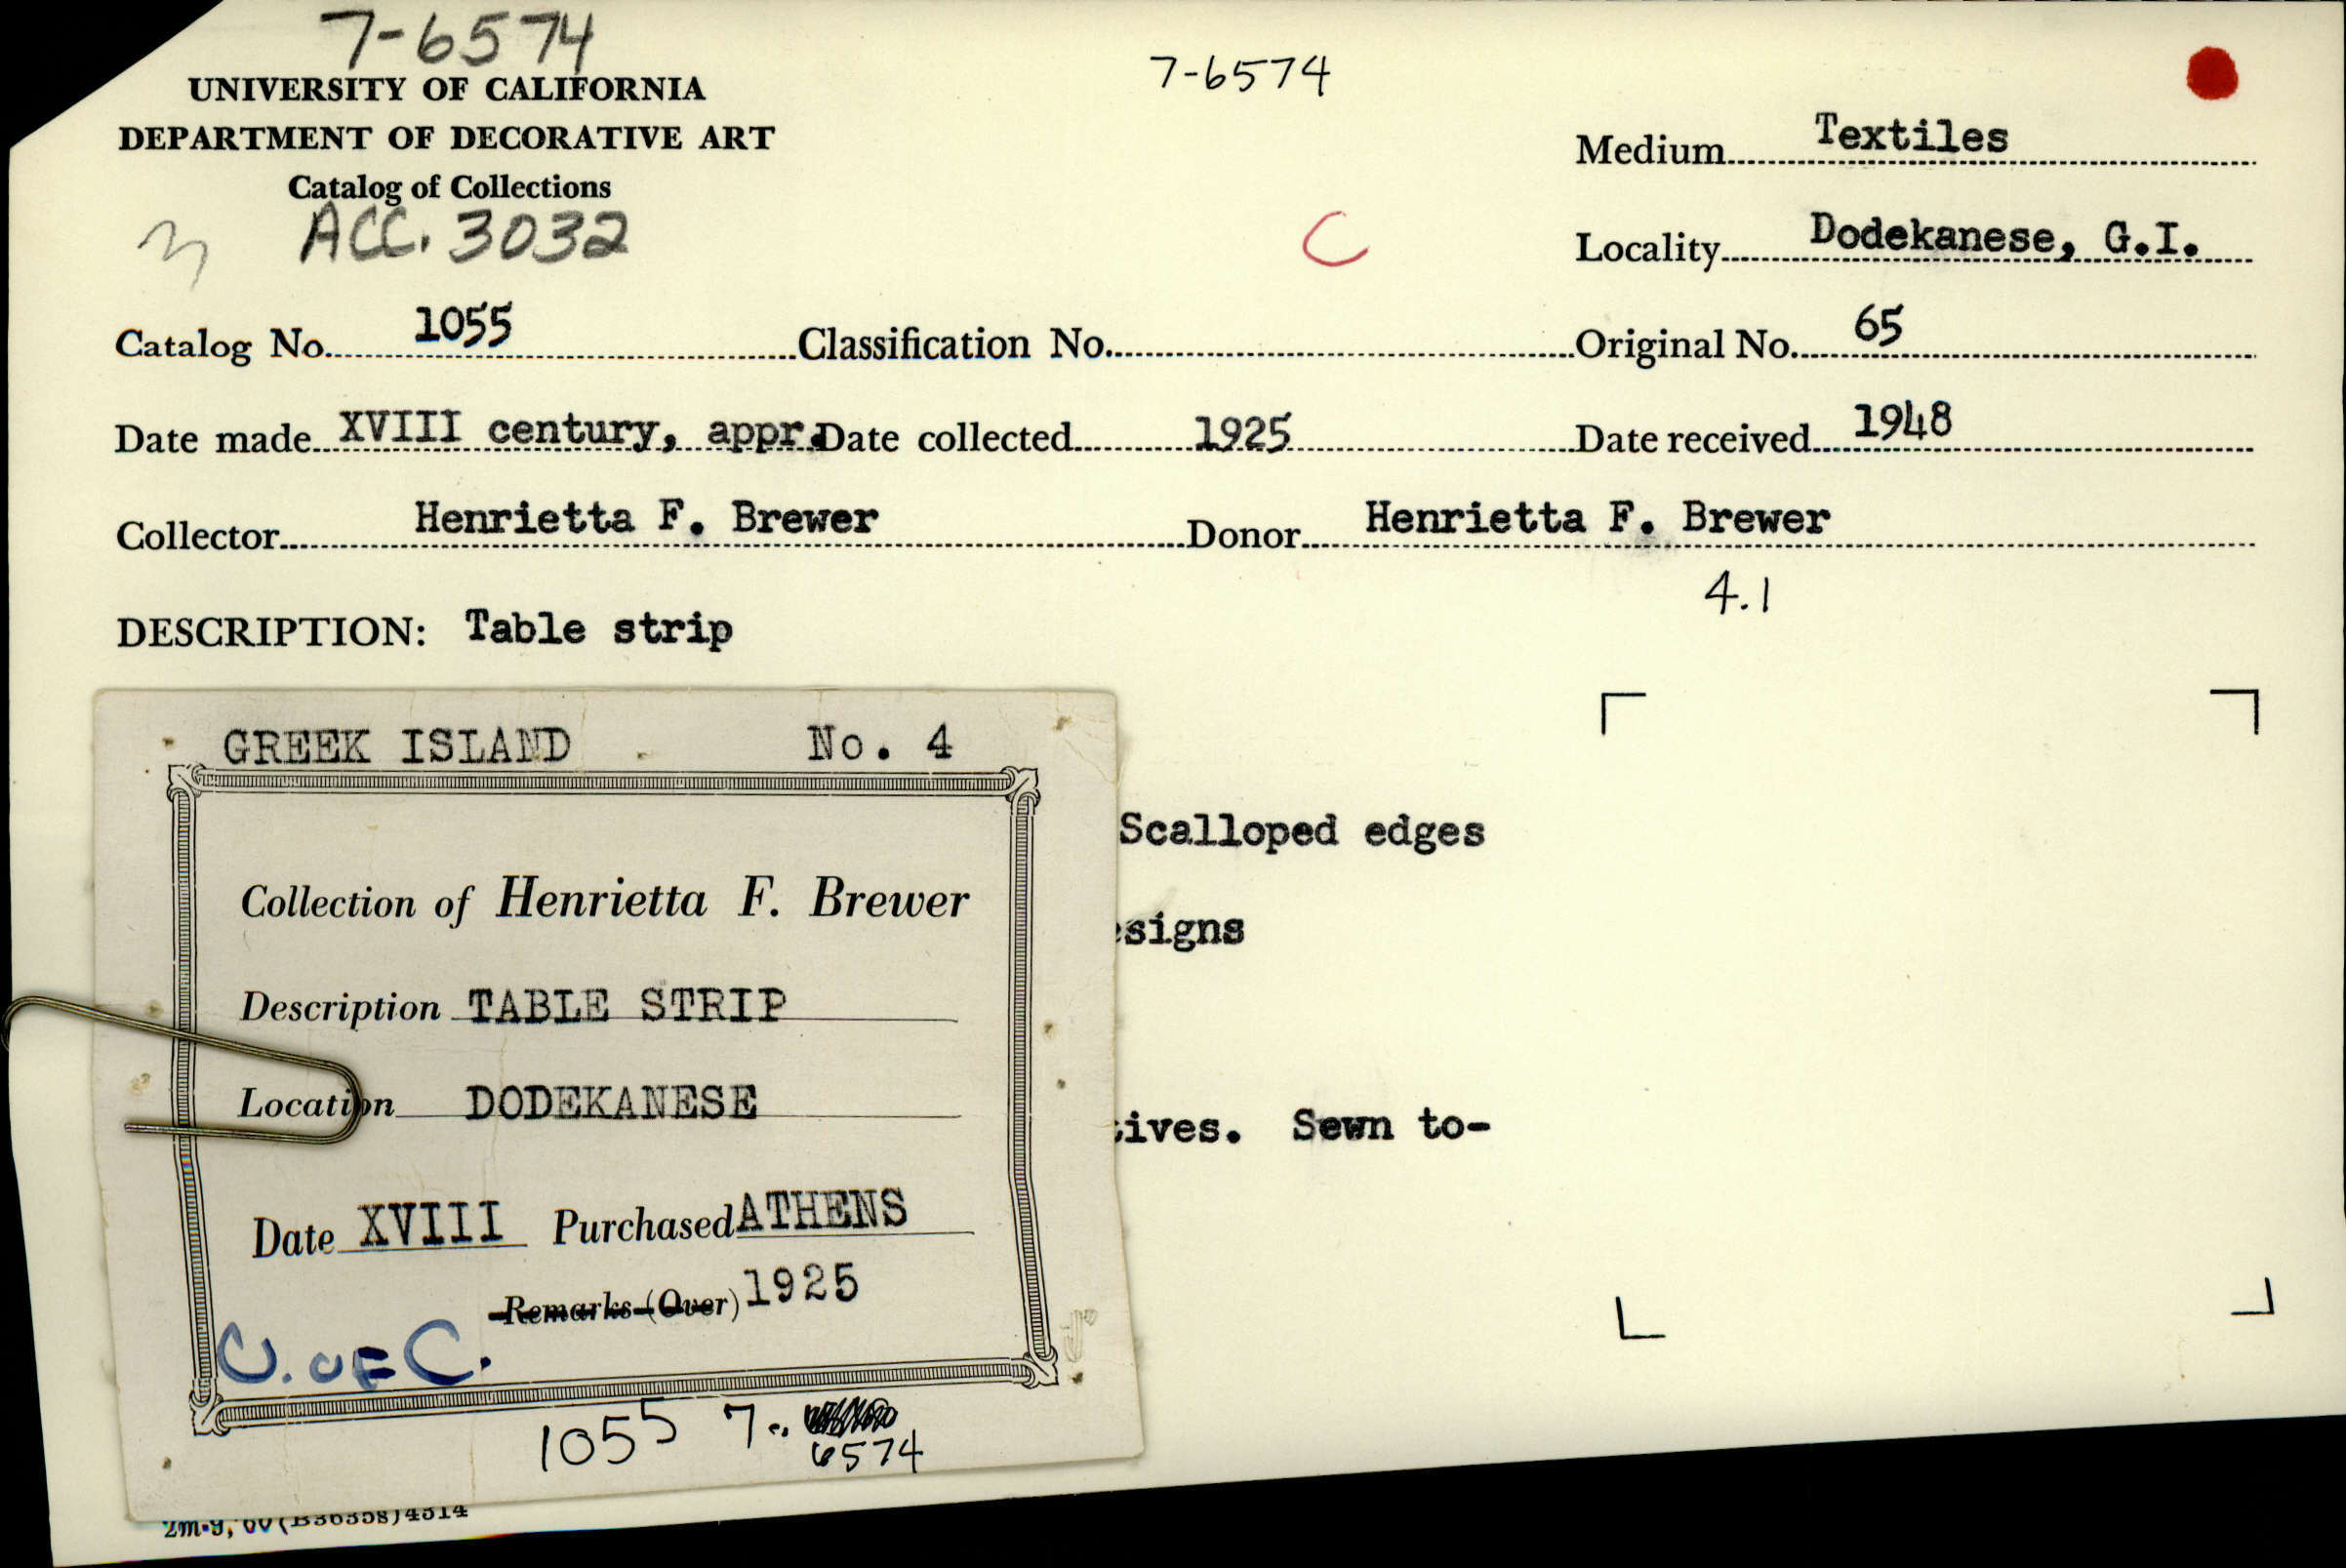 7-6574
7-6574
UNIVERSITY OF CALIFORNIA
DEPARTMENT OF DECORATIVE ART
Catalog of Collections
Medium Textiles
ACC. 3032
C
Locality Dodekanese, G.I.
Catalog No. 1055 Classification No. Original No. 65
Date made XVIII century, appr. Date collected 1925 Date received 1948
Collector Henrietta F. Brewer Donor Henrietta F. Brewer
4.1
DESCRIPTION: Table strip
GREEK ISLAND No. 4
Scalloped edges
Collection of Henrietta F. Brewer
esigns
Description TABLE STRIP
Location DODEKANESE
tives. Sewn to-
Date XVIII Purchased ATHENS
Remarks (Over) 1925
U. OF C.
1055 7-
6574